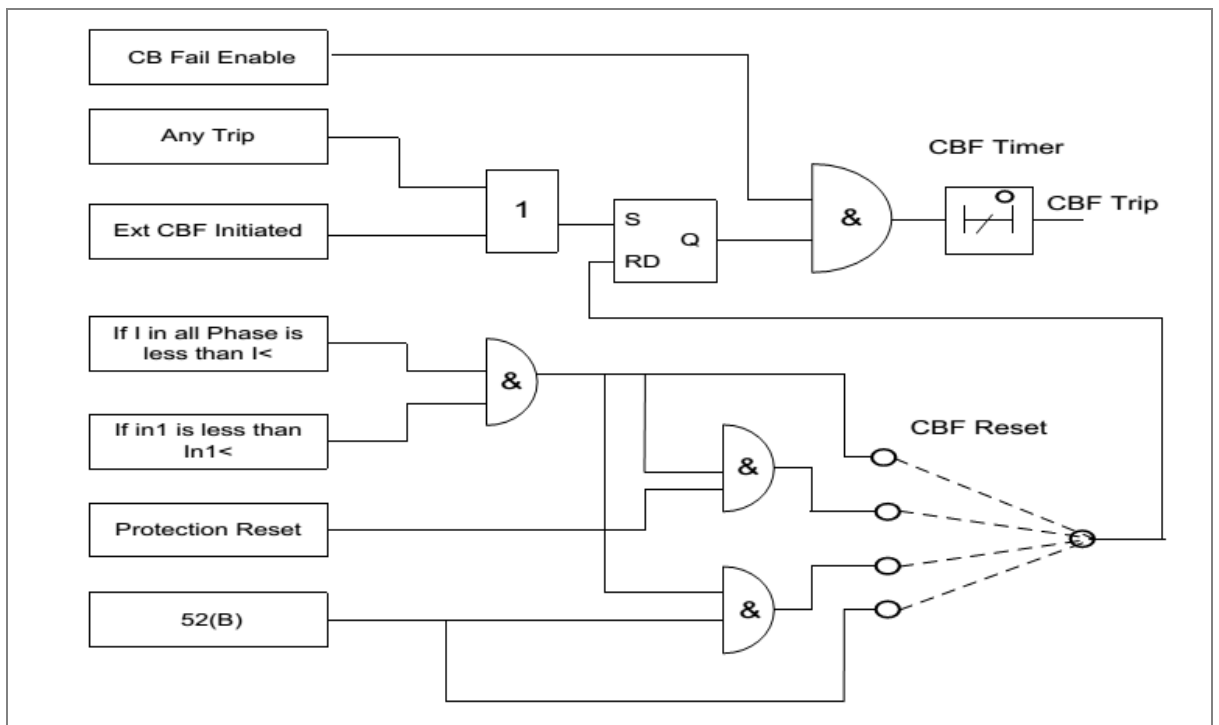 CB Fail Enable
Any Trip
Ext CBF Initiated
1
S
Q
RD
&
CBF Timer
CBF Trip
If I in all Phase is
less than I<
If in1 is less than
In1<
&
Protection Reset
&
52(B)
&
CBF Reset